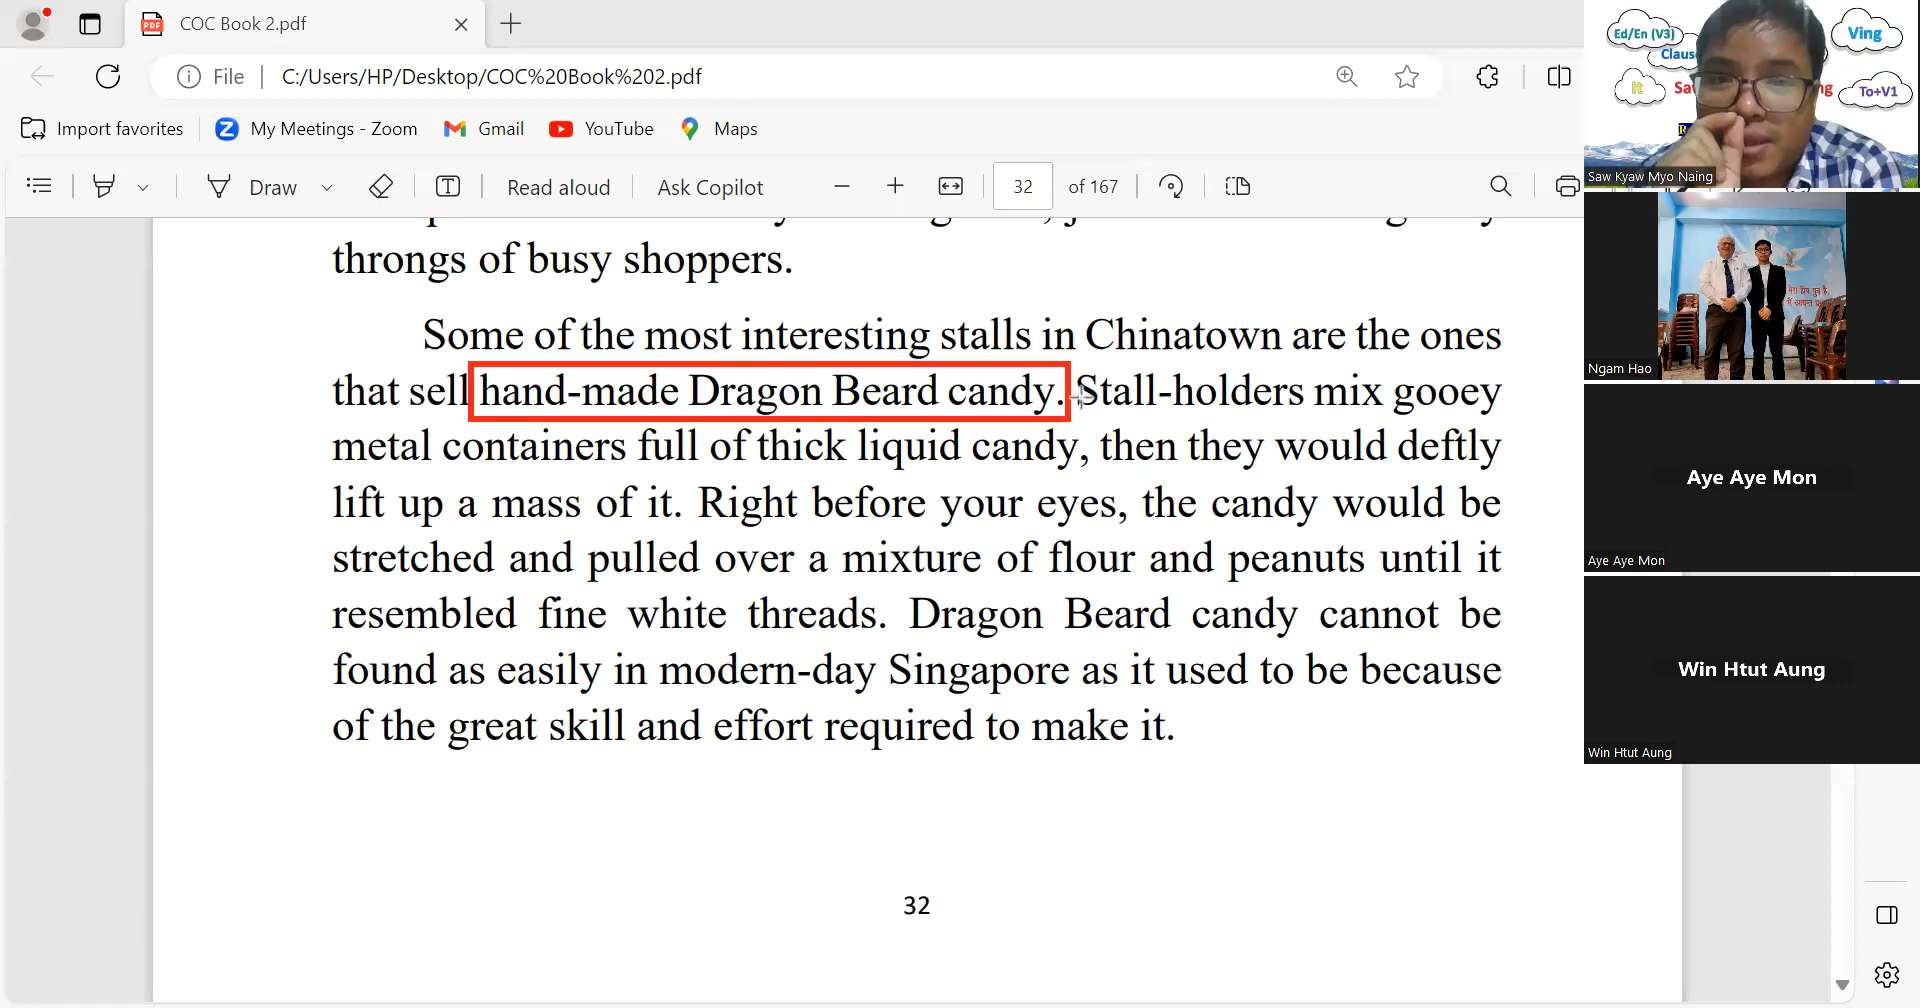 COC Book 2.pdf
File
C:/Users/HP/Desktop/COC%20Book%202.pdf
Import favorites
My Meetings - Zoom
Gmail
YouTube
Maps
Draw
Read aloud
Ask Copilot
32
of 167
throngs of busy shoppers.
Some of the most interesting stalls in Chinatown are the ones
that sell hand-made Dragon Beard candy. Stall-holders mix gooey
metal containers full of thick liquid candy, then they would deftly
lift up a mass of it. Right before your eyes, the candy would be
stretched and pulled over a mixture of flour and peanuts until it
resembled fine white threads. Dragon Beard candy cannot be
found as easily in modern-day Singapore as it used to be because
of the great skill and effort required to make it.
32
Ed/En (V3)
Ving
Clause
It
To+V1
Saw Kyaw Myo Naing
Ngam Hao
Aye Aye Mon
Aye Aye Mon
Win Htut Aung
Win Htut Aung